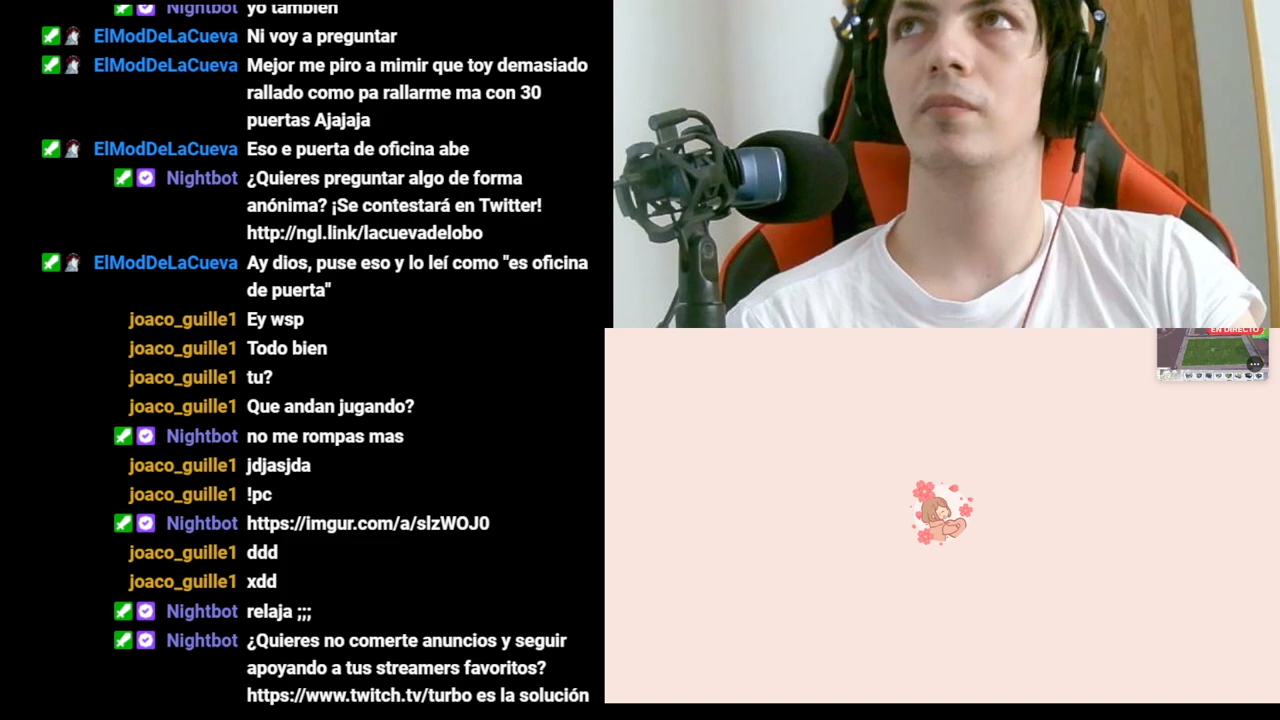 Nightbot yo también
ElModDeLaCueva Ni voy a preguntar
ElModDeLaCueva Mejor me piro a mimir que toy demasiado
rallado como pa rallarme ma con 30
puertas Ajajaja
ElModDeLaCueva Eso e puerta de oficina abe
Nightbot ¿Quieres preguntar algo de forma
anónima? ¡Se contestará en Twitter!
http://ngl.link/lacuevadelobo
ElModDeLaCueva Ay dios, puse eso y lo leí como "es oficina
de puerta"
joaco_guille1 Ey wsp
joaco_guille1 Todo bien
joaco_guille1 tu?
joaco_guille1 Que andan jugando?
Nightbot no me rompas mas
joaco_guille1 jdjasjda
joaco_guille1 !pc
Nightbot https://imgur.com/a/slzWOJ0
joaco_guille1 ddd
joaco_guille1 xdd
Nightbot relaja ;;;
Nightbot ¿Quieres no comerte anuncios y seguir
apoyando a tus streamers favoritos?
https://www.twitch.tv/turbo es la solución
EN DIRECTO